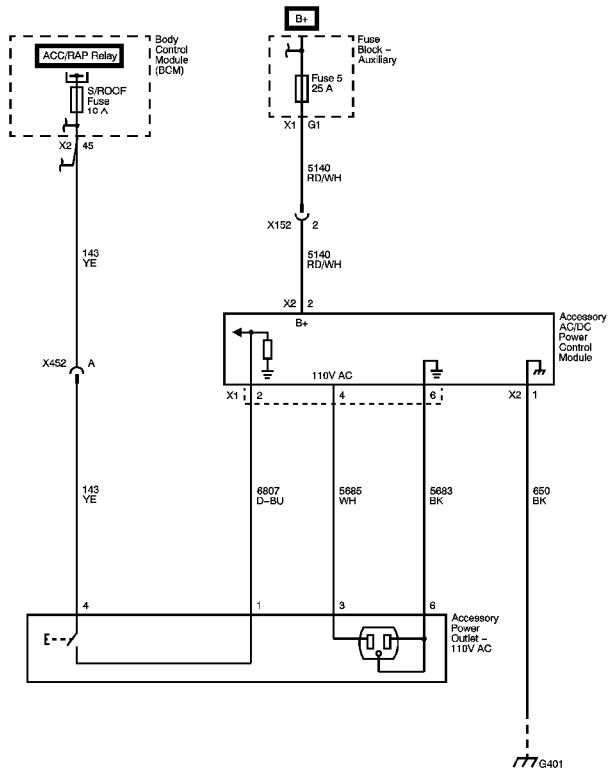 B+
ACC/RAP Relay
S/ROOF
Fuse
10 A
Body
Control
Module
(BCM)
X2 45
Fuse 5
25 A
Fuse
Block –
Auxiliary
X1 G1
5140
RD/WH
X152 2
5140
RD/WH
143
YE
X2 2
B+
110V AC
Accessory
AC/DC
Power
Control
Module
X452 A
X1 2 4 6 X2 1
143
YE
6807
D-BU
5685
WH
5683
BK
650
BK
4 1 3 6
E
Accessory
Power
Outlet –
110V AC
G401